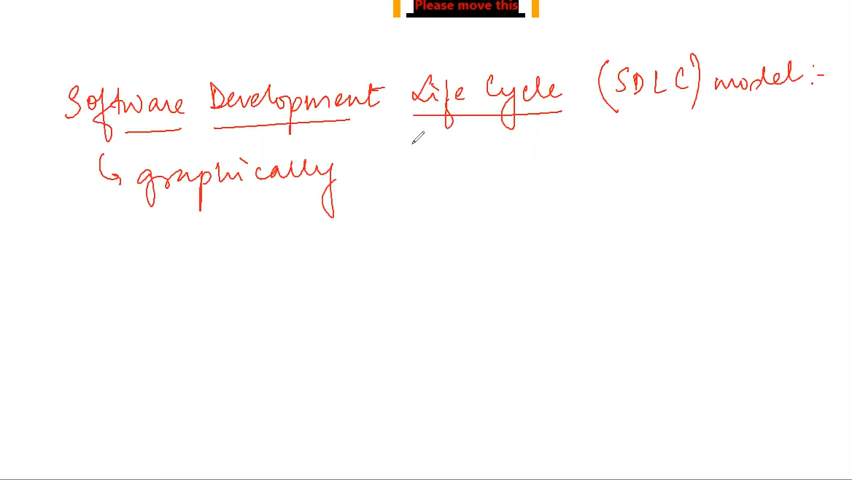 Please move this
Software Development Life Cycle (SDLC) model :-
↳ graphically